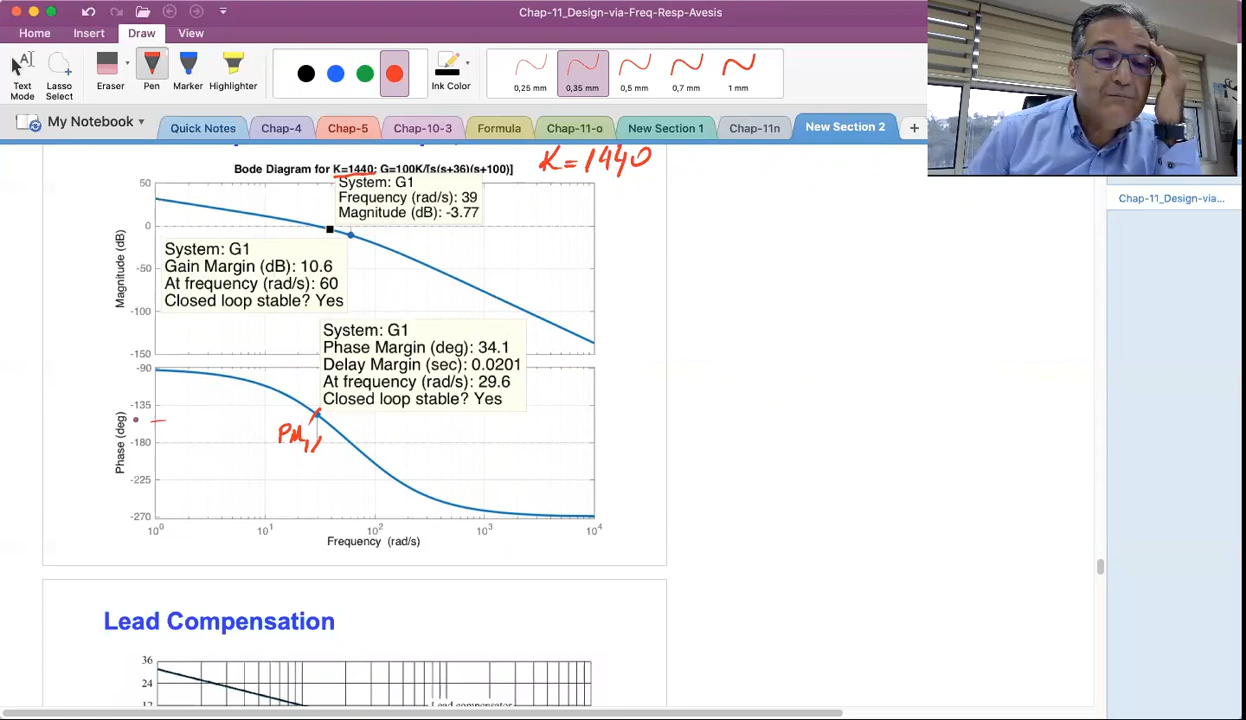 Chap-11_Design-via-Freq-Resp-Avesis
Home Insert Draw View
Text Mode
Lasso Select
Eraser
Pen
Marker
Highlighter
Ink Color
0,25 mm
0,35 mm
0,5 mm
0,7 mm
1 mm
My Notebook
Quick Notes Chap-4 Chap-5 Chap-10-3 Formula Chap-11-o New Section 1 Chap-11n New Section 2 +
Chap-11_Design-via...
Bode Diagram for K=1440; G=100K/[s(s+36)(s+100)]
K=1440
System: G1
Frequency (rad/s): 39
Magnitude (dB): -3.77
System: G1
Gain Margin (dB): 10.6
At frequency (rad/s): 60
Closed loop stable? Yes
Magnitude (dB)
50
0
-50
-100
-150
System: G1
Phase Margin (deg): 34.1
Delay Margin (sec): 0.0201
At frequency (rad/s): 29.6
Closed loop stable? Yes
Phase (deg)
-90
-135
-180
-225
-270
PM
10⁰ 10¹ 10² 10³ 10⁴
Frequency (rad/s)
Lead Compensation
36
24
12
Lead compensator